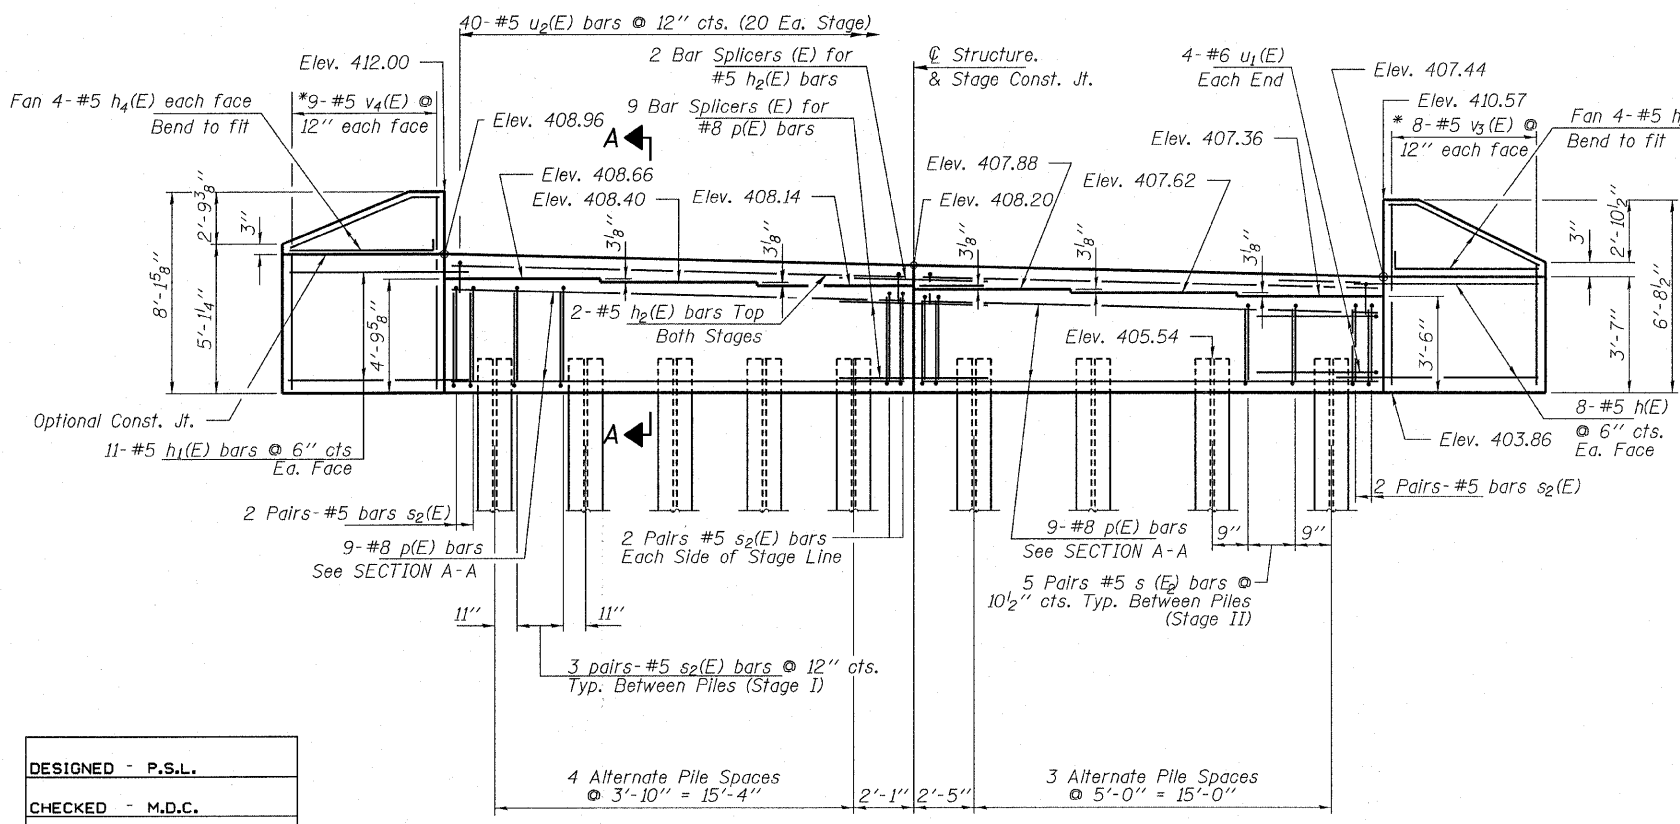 40-#5 u2(E) bars @ 12" cts. (20 Ea. Stage)
Elev. 412.00
2 Bar Splicers (E) for
#5 h2(E) bars
℄ Structure.
& Stage Const. Jt.
4-#6 u1(E)
Each End
Elev. 407.44
Fan 4-#5 h4(E) each face
Bend to fit
*9-#5 v4(E) @
12" each face
9 Bar Splicers (E) for
#8 p(E) bars
Elev. 410.57
* 8-#5 v3(E) @
12" each face
Fan 4-#5 h
Bend to fit
Elev. 408.96
A
Elev. 407.88
Elev. 407.36
Elev. 408.66
Elev. 408.40
Elev. 408.14
Elev. 408.20
Elev. 407.62
2'-9 3/8"
3"
8'-1 5/8"
5'-1 1/4"
4'-9 5/8"
3 1/8"
3 1/8"
3 1/8"
3 1/8"
3 1/8"
3"
2'-10 1/2"
6'-8 1/2"
3'-7"
3'-6"
2-#5 h2(E) bars Top
Both Stages
Elev. 405.54
Optional Const. Jt.
11-#5 h1(E) bars @ 6" cts
Ea. Face
A
Elev. 403.86
8-#5 h(E)
@ 6" cts.
Ea. Face
2 Pairs-#5 bars s2(E)
2 Pairs-#5 bars s2(E)
9-#8 p(E) bars
See SECTION A-A
2 Pairs #5 s2(E) bars
Each Side of Stage Line
9-#8 p(E) bars
See SECTION A-A
9"
9"
5 Pairs #5 s (E2) bars @
10 1/2" cts. Typ. Between Piles
(Stage II)
11"
11"
3 pairs-#5 s2(E) bars @ 12" cts.
Typ. Between Piles (Stage I)
DESIGNED - P.S.L.
CHECKED - M.D.C.
4 Alternate Pile Spaces
@ 3'-10" = 15'-4"
2'-1"
2'-5"
3 Alternate Pile Spaces
@ 5'-0" = 15'-0"